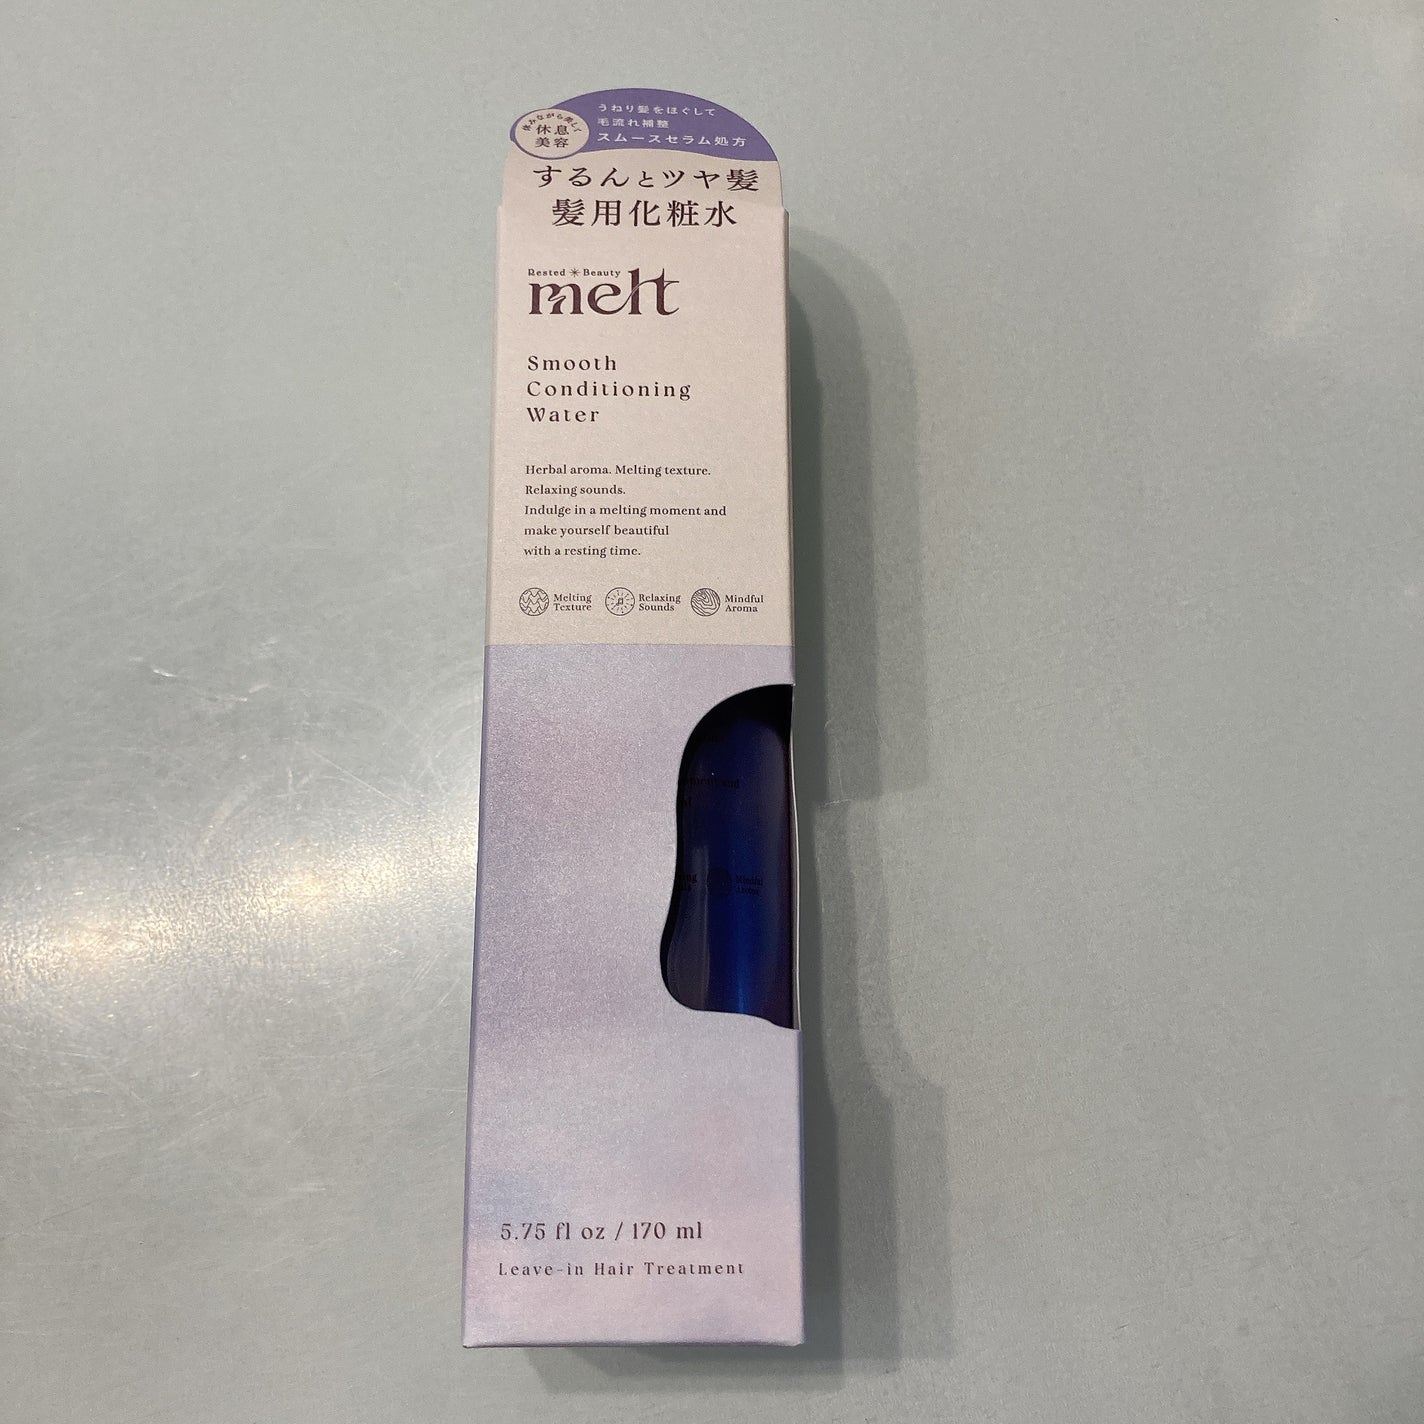 休みながら美しく
休息
美容
うねり髪をほぐして
毛流れ補整
スムースセラム処方
するんとツヤ髪
髪用化粧水
Rested Beauty
melt
Smooth
Conditioning
Water
Herbal aroma. Melting texture.
Relaxing sounds.
Indulge in a melting moment and
make yourself beautiful
with a resting time.
Melting
Texture
Relaxing
Sounds
Mindful
Aroma
Mindful
Aroma
5.75 fl oz / 170 ml
Leave-in Hair Treatment